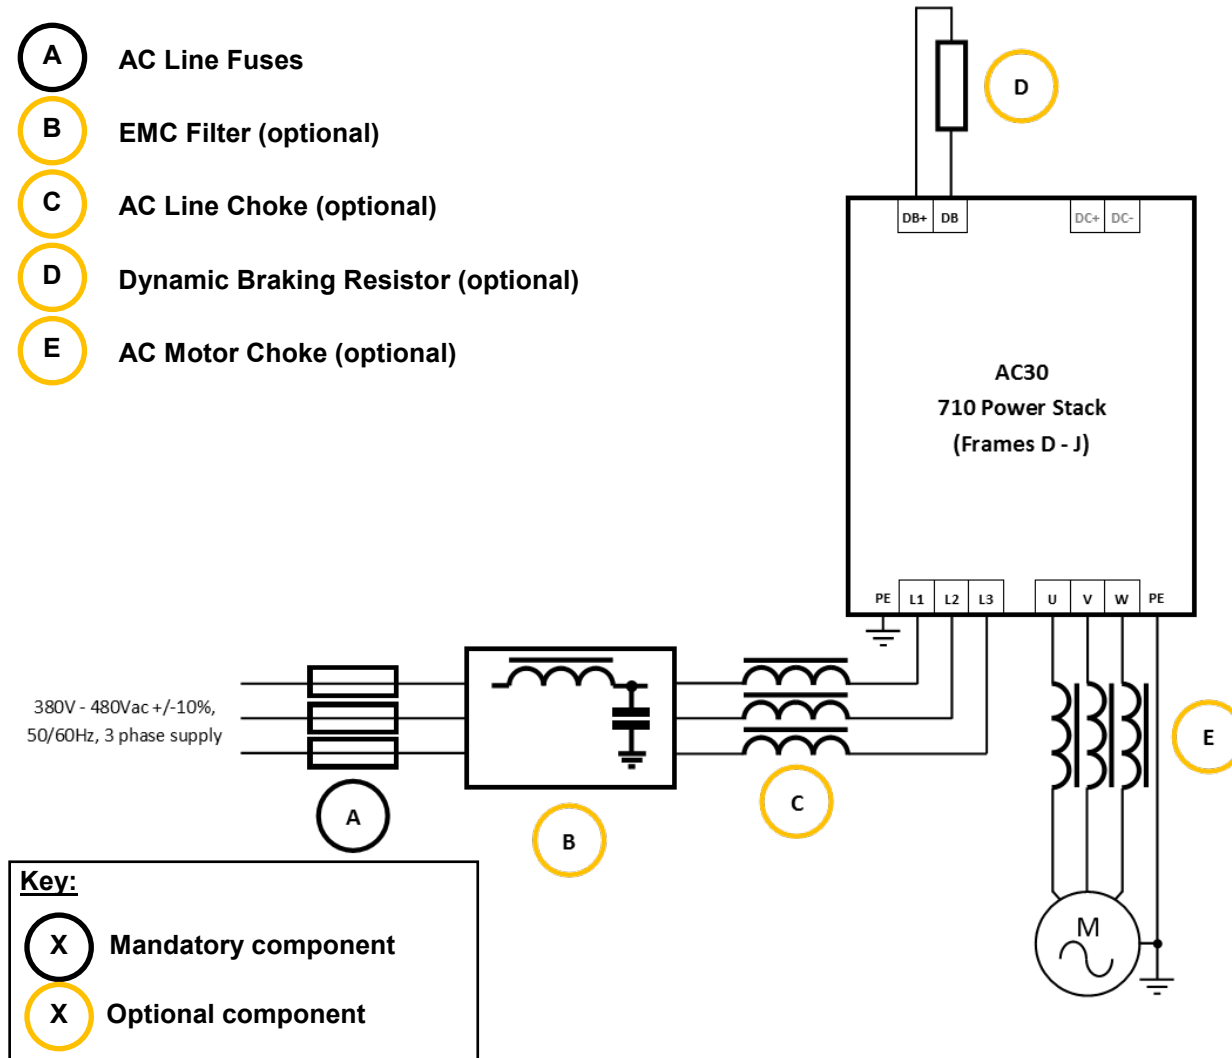 A AC Line Fuses
B EMC Filter (optional)
C AC Line Choke (optional)
D Dynamic Braking Resistor (optional)
E AC Motor Choke (optional)
D
DB+ DB DC+ DC-
AC30
710 Power Stack
(Frames D - J)
PE L1 L2 L3 U V W PE
380V - 480Vac +/-10%,
50/60Hz, 3 phase supply
A
B
C
E
M
Key:
X Mandatory component
X Optional component